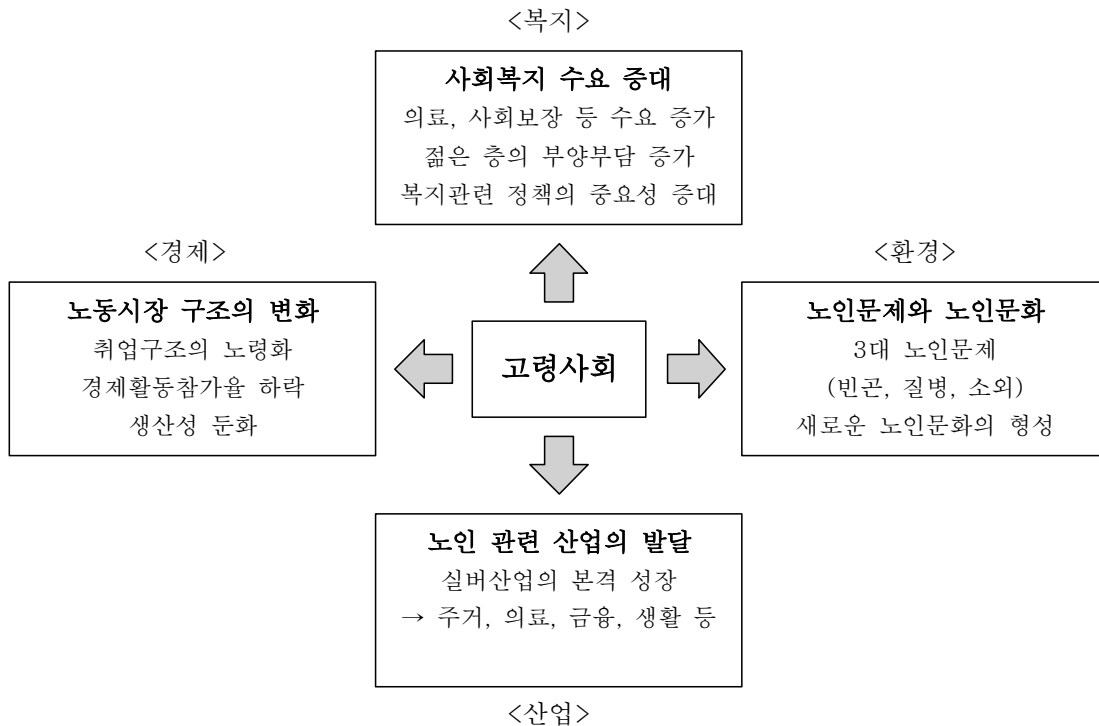 <복지>
사회복지 수요 증대
의료, 사회보장 등 수요 증가
젊은 층의 부양부담 증가
복지관련 정책의 중요성 증대
<경제>
노동시장 구조의 변화
취업구조의 노령화
경제활동참가율 하락
생산성 둔화
고령사회
<환경>
노인문제와 노인문화
3대 노인문제
(빈곤, 질병, 소외)
새로운 노인문화의 형성
노인 관련 산업의 발달
실버산업의 본격 성장
→ 주거, 의료, 금융, 생활 등
<산업>